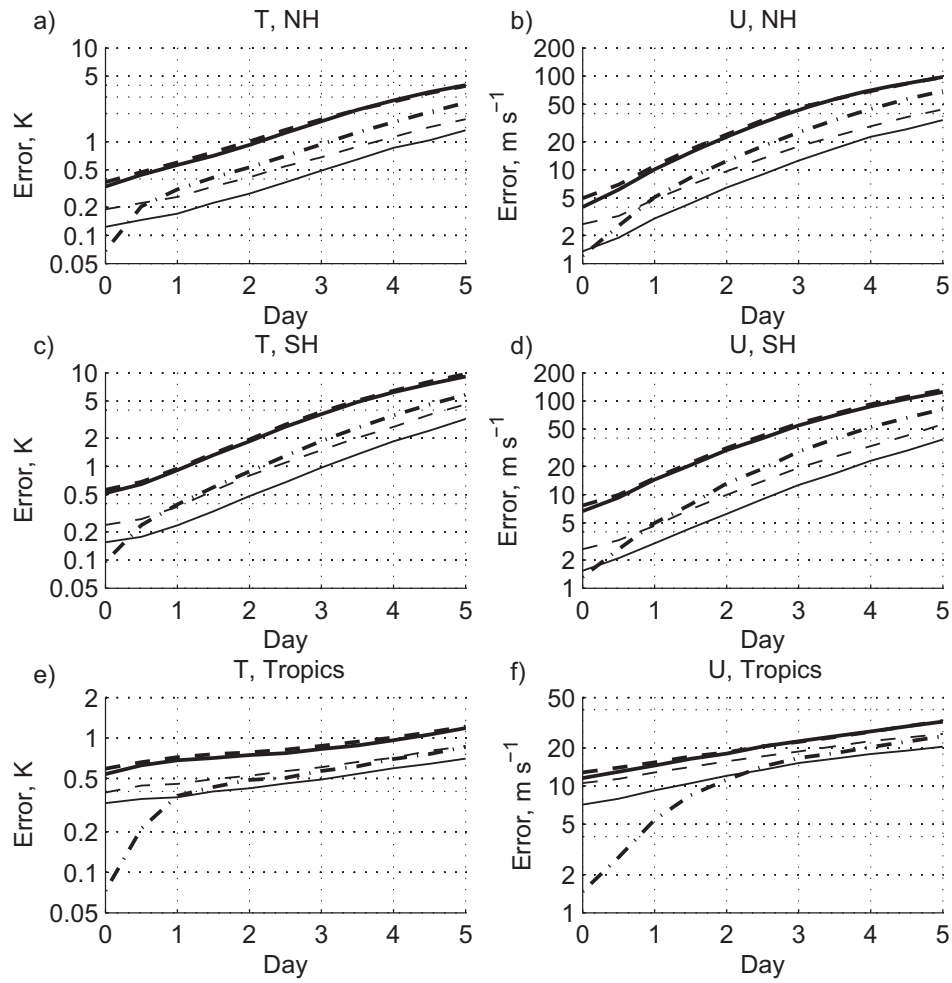 a)
T, NH
10
5
2
1
0.5
0.2
0.1
0.05
Error, K
0 1 2 3 4 5
Day
b)
U, NH
200
100
50
20
10
5
2
1
Error, m s−1
0 1 2 3 4 5
Day
c)
T, SH
10
5
2
1
0.5
0.2
0.1
0.05
Error, K
0 1 2 3 4 5
Day
d)
U, SH
200
100
50
20
10
5
2
1
Error, m s−1
0 1 2 3 4 5
Day
e)
T, Tropics
2
1
0.5
0.2
0.1
0.05
Error, K
0 1 2 3 4 5
Day
f)
U, Tropics
50
20
10
5
2
1
Error, m s−1
0 1 2 3 4 5
Day